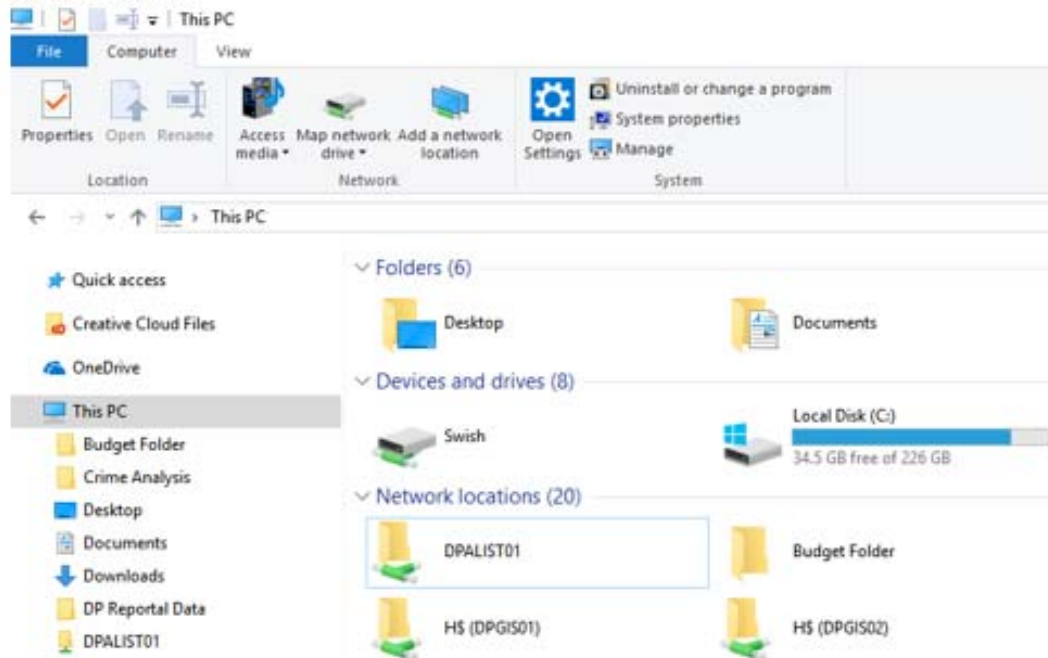 This PC
File Computer View
Properties Open Rename Access media Map network drive Add a network location Open Settings
Uninstall or change a program
System properties
Manage
Location Network System
This PC
Quick access
Creative Cloud Files
OneDrive
This PC
Budget Folder
Crime Analysis
Desktop
Documents
Downloads
DP Reportal Data
DPALIST01
Folders (6)
Desktop
Documents
Devices and drives (8)
Swish
Local Disk (C:)
34.5 GB free of 226 GB
Network locations (20)
DPALIST01
Budget Folder
H$ (DPGIS01)
H$ (DPGIS02)